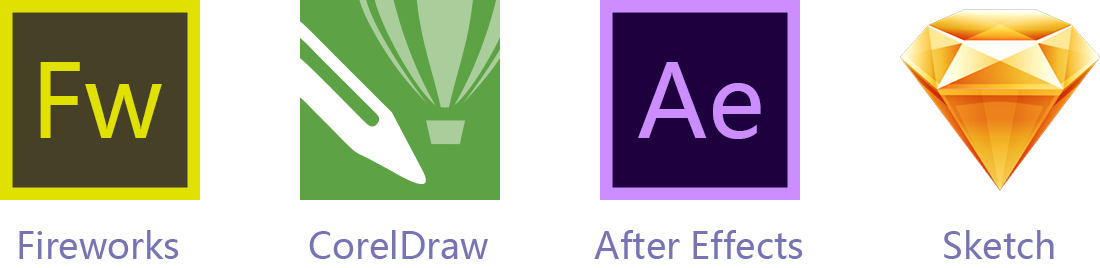 Fw
Ae
Fireworks
CorelDraw
After Effects
Sketch